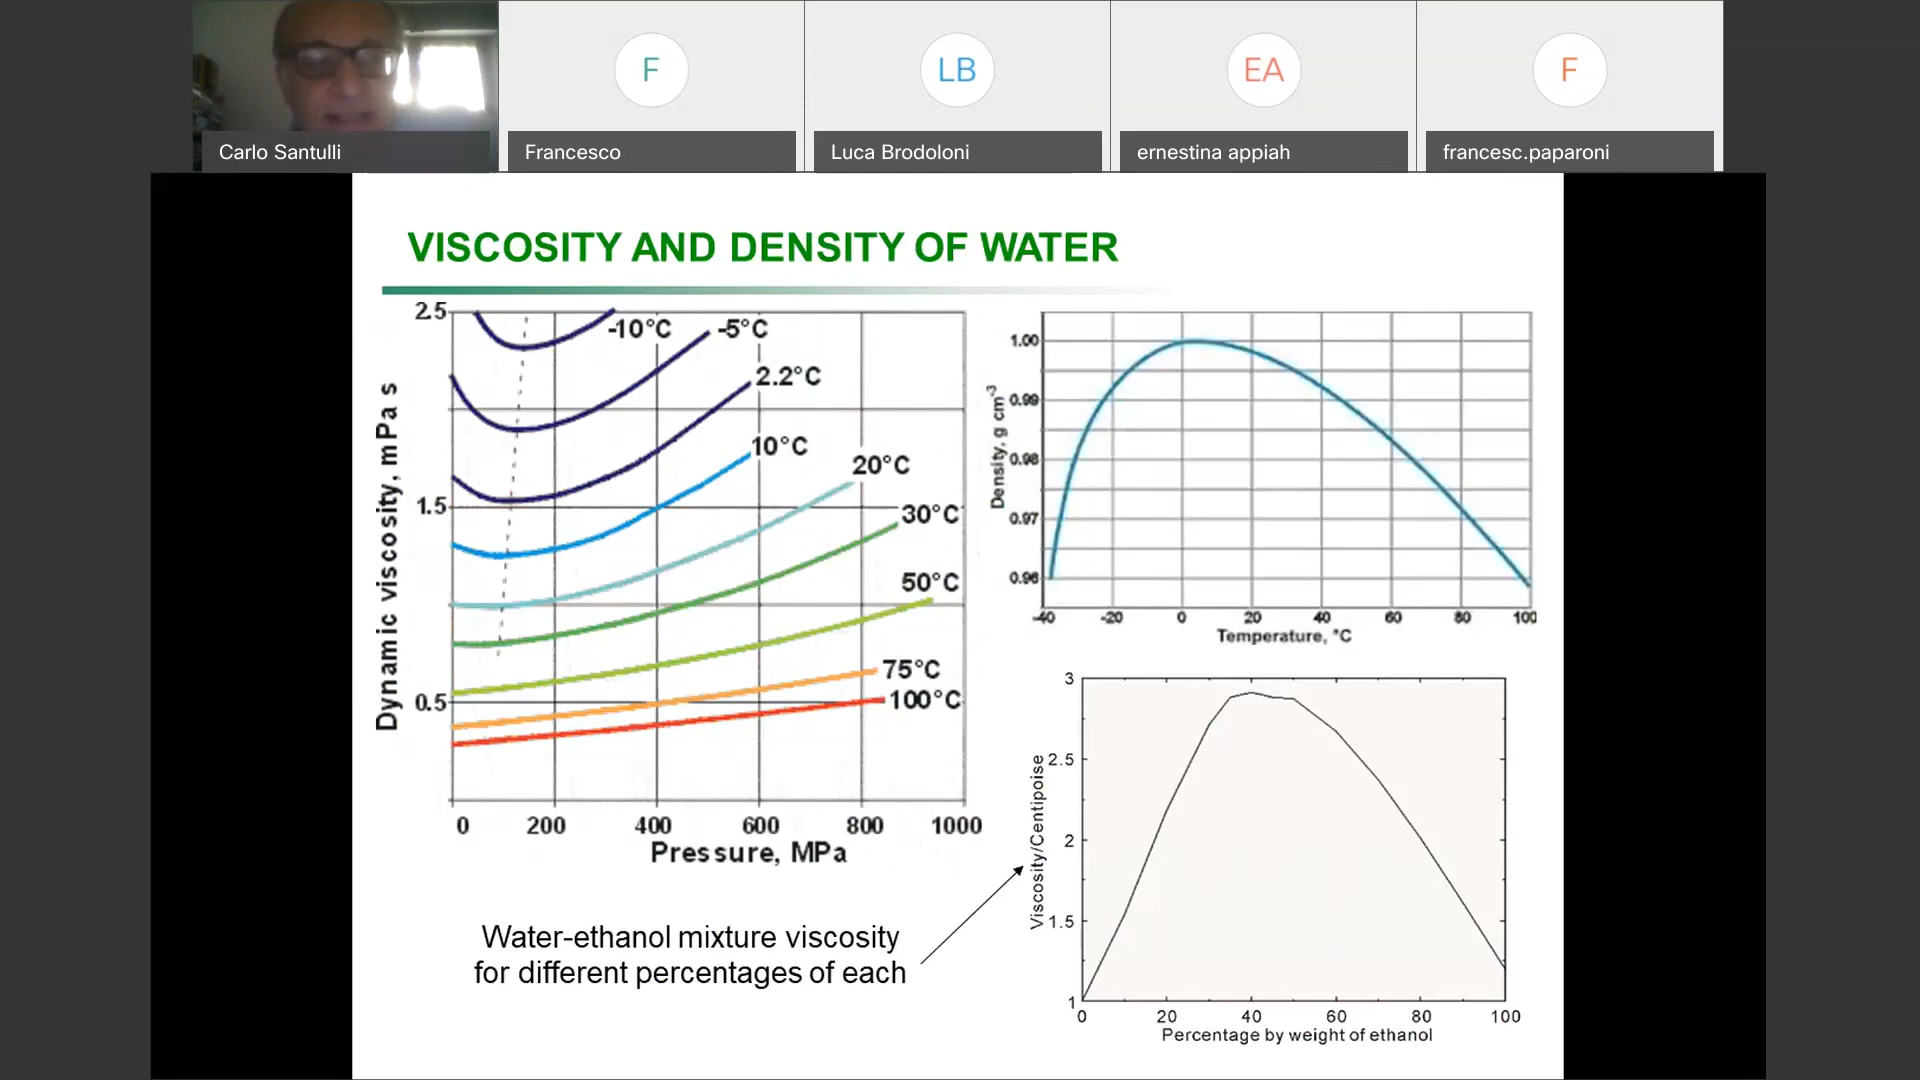 F
LB
EA
F
Carlo Santulli
Francesco
Luca Brodoloni
ernestina appiah
francesc.paparoni
VISCOSITY AND DENSITY OF WATER
2.5
1.5
0.5
Dynamic viscosity, mPa s
-10°C
-5°C
2.2°C
10°C
20°C
30°C
50°C
75°C
100°C
0 200 400 600 800 1000
Pressure, MPa
1.00
0.99
0.98
0.97
0.96
Density, g cm-3
-40 -20 0 20 40 60 80 100
Temperature, °C
3
2.5
2
1.5
1
Viscosity/Centipoise
0 20 40 60 80 100
Percentage by weight of ethanol
Water-ethanol mixture viscosity
for different percentages of each